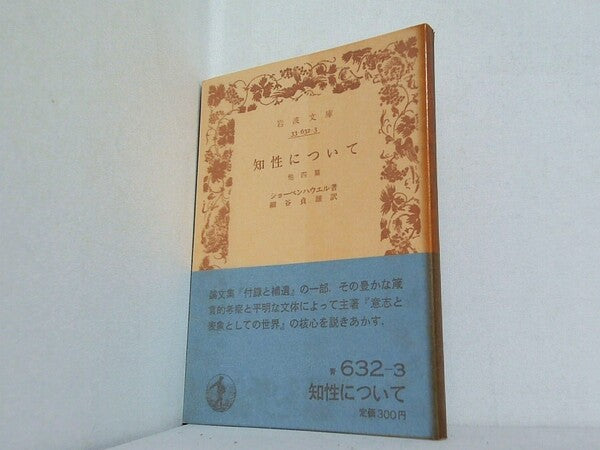 岩波文庫
33-632-3
知性について
他四篇
ショーペンハウエル著
細谷貞雄訳
論文集『付録と補遺』の一部．その豊かな箴
言的考察と平明な文体によって主著『意志と
表象としての世界』の核心を説きあかす．
青 632-3
知性について
定価300円